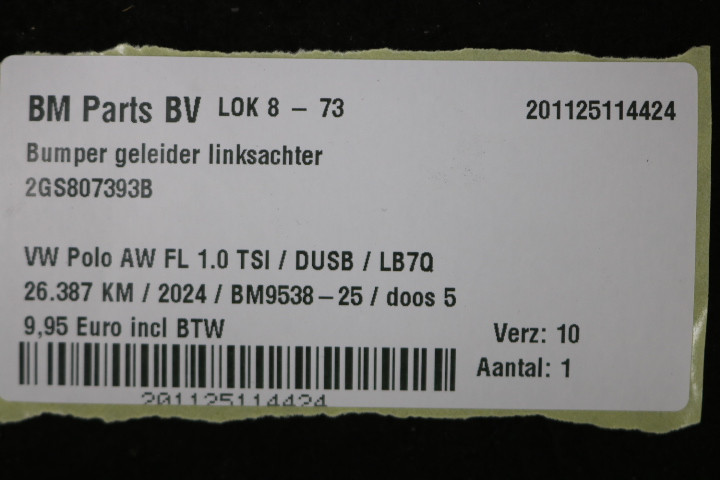 BM Parts BV LOK 8 - 73 201125114424
Bumper geleider linksachter
2GS807393B
VW Polo AW FL 1.0 TSI / DUSB / LB7Q
26.387 KM / 2024 / BM9538-25 / doos 5
9,95 Euro incl BTW Verz: 10
Aantal: 1
201125114424